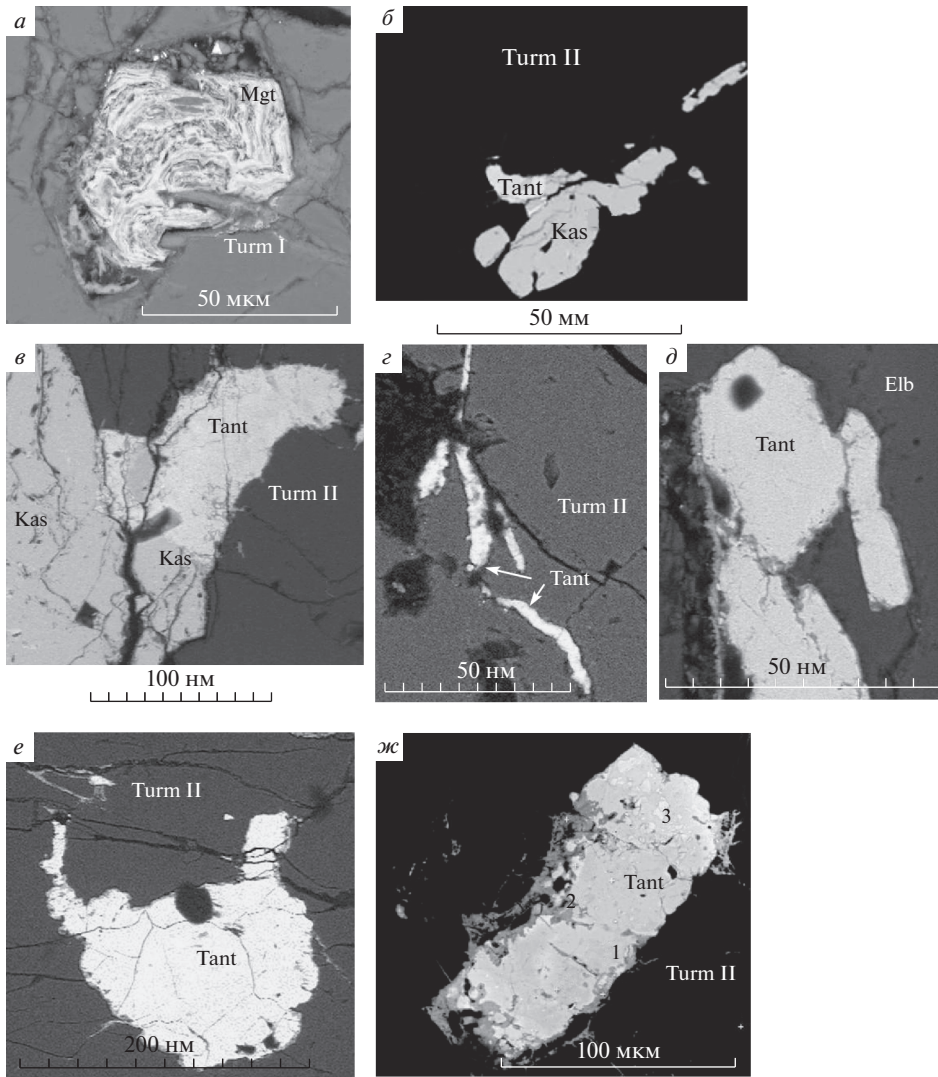 а
Mgt
Turm I
50 мкм
б
Turm II
Tant
Kas
50 мм
в
Tant
Turm II
Kas
Kas
100 нм
г
Turm II
Tant
50 нм
д
Elb
Tant
50 нм
е
Turm II
Tant
200 нм
ж
3
Tant
2
1
Turm II
100 мкм